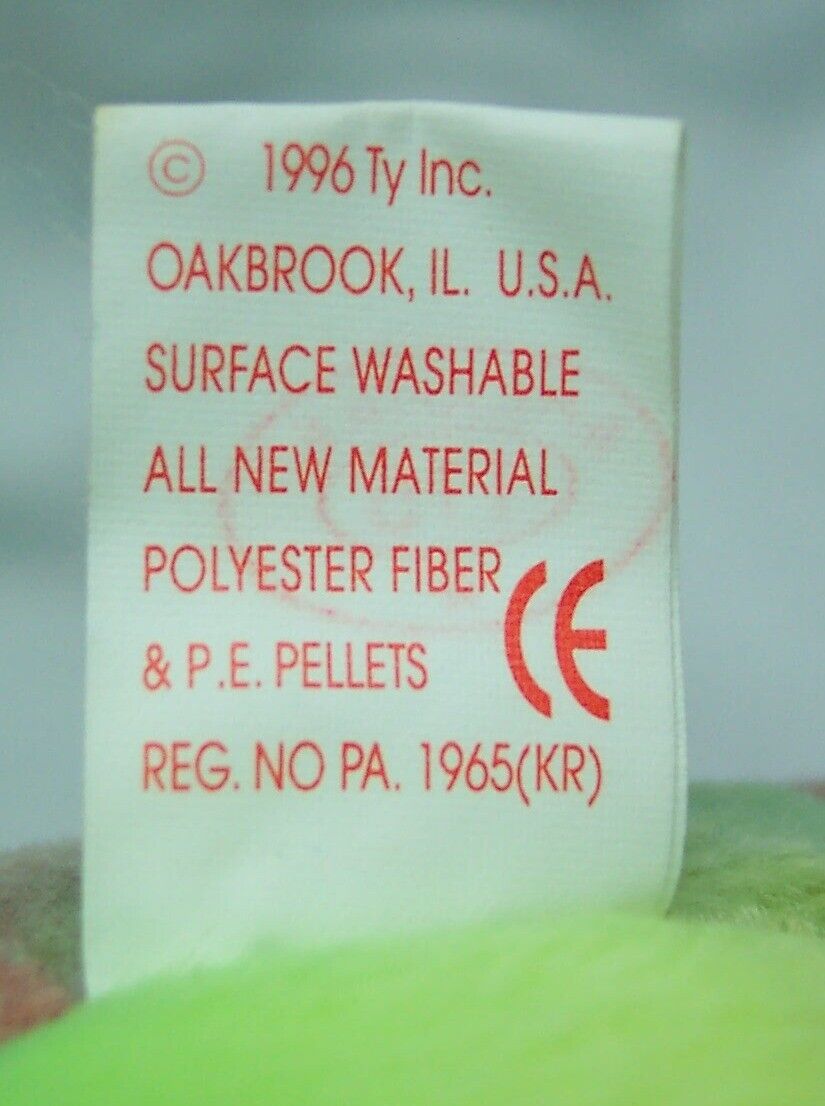 © 1996 Ty Inc.
OAKBROOK, IL. U.S.A.
SURFACE WASHABLE
ALL NEW MATERIAL
POLYESTER FIBER
& P.E. PELLETS
CE
REG. NO PA. 1965(KR)